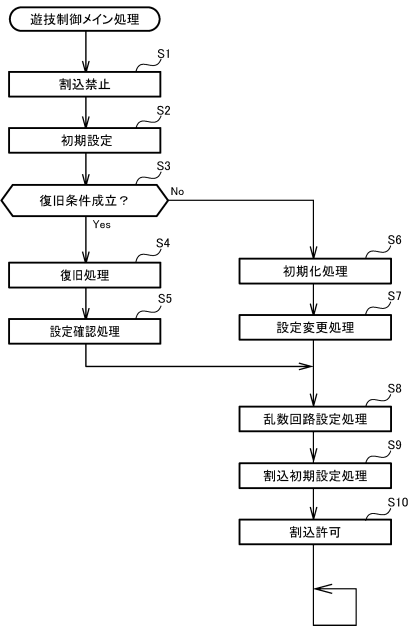 遊技制御メイン処理
S1
割込禁止
S2
初期設定
S3
復旧条件成立？
No
Yes
S4
復旧処理
S5
設定確認処理
S6
初期化処理
S7
設定変更処理
S8
乱数回路設定処理
S9
割込初期設定処理
S10
割込許可